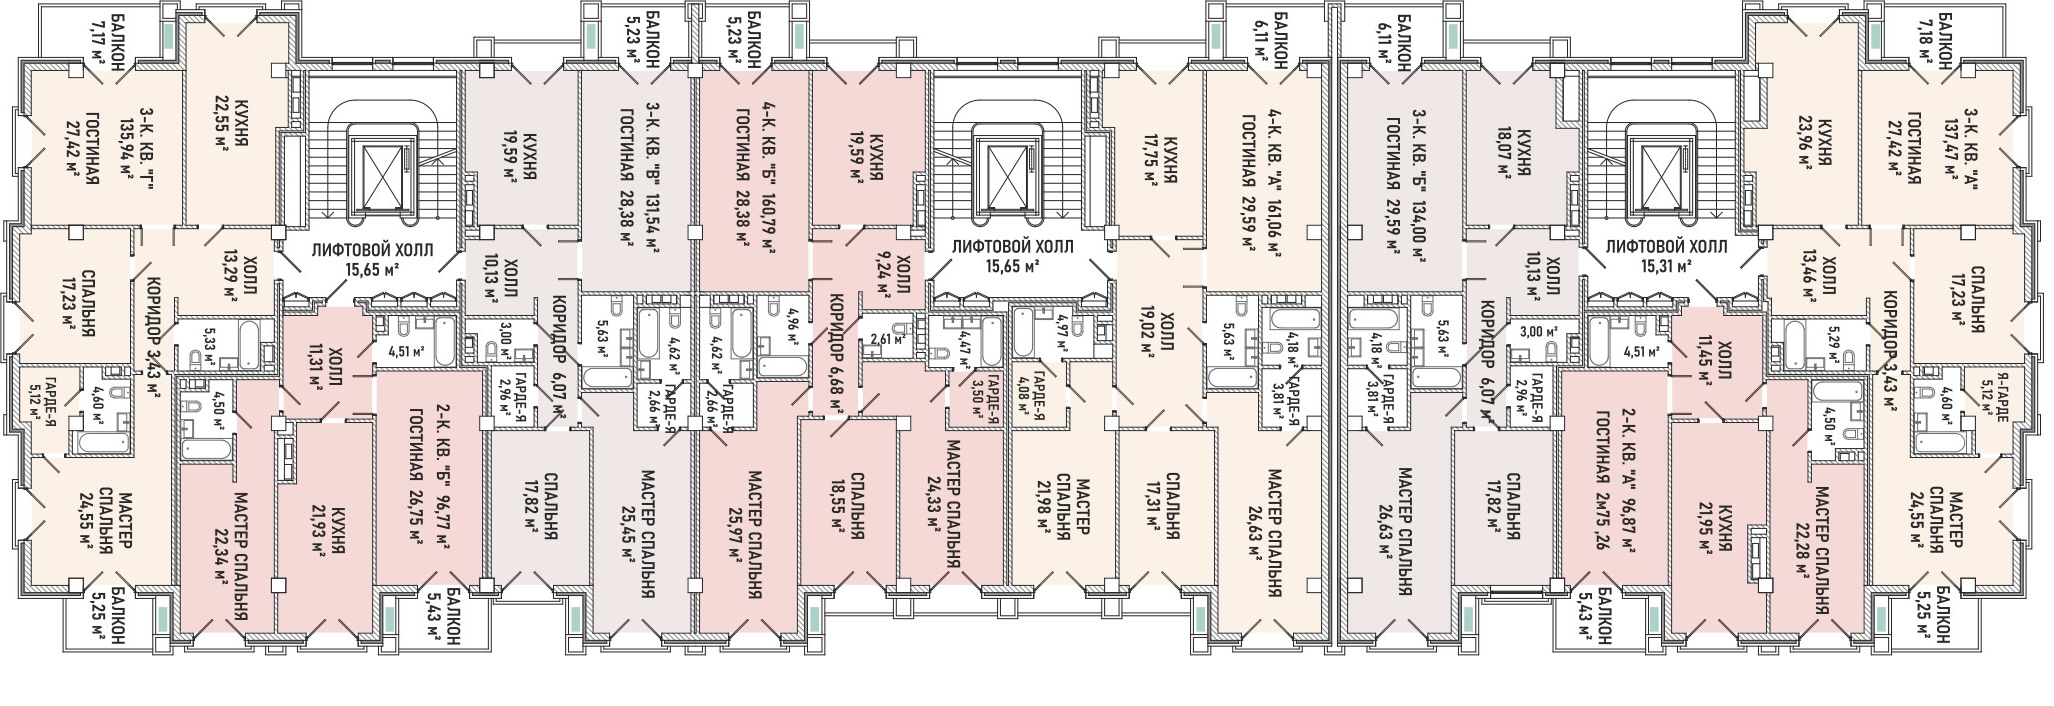 БАЛКОН
7,17 м²
3-К. КВ. "Г"
135,94 м²
ГОСТИНАЯ
27,42 м²
КУХНЯ
22,55 м²
СПАЛЬНЯ
17,23 м²
КОРИДОР 3,43 м²
ХОЛЛ
13,29 м²
5,33 м²
ГАРДЕ-Я
5,12 м²
4,60 м²
МАСТЕР
СПАЛЬНЯ
24,55 м²
БАЛКОН
5,25 м²
ЛИФТОВОЙ ХОЛЛ
15,65 м²
ХОЛЛ
11,31 м²
4,51 м²
4,50 м²
МАСТЕР СПАЛЬНЯ
22,34 м²
КУХНЯ
21,93 м²
2-К. КВ. "Б" 96,77 м²
ГОСТИНАЯ 26,75 м²
БАЛКОН
5,43 м²
БАЛКОН
5,23 м²
КУХНЯ
19,59 м²
3-К. КВ. "В" 131,54 м²
ГОСТИНАЯ 28,38 м²
ХОЛЛ
10,13 м²
КОРИДОР 6,07 м²
3,00 м²
ГАРДЕ-Я
2,96 м²
5,63 м²
4,62 м²
ГАРДЕ-Я
2,66 м²
СПАЛЬНЯ
17,82 м²
МАСТЕР СПАЛЬНЯ
25,45 м²
БАЛКОН
5,23 м²
4-К. КВ. "Б" 160,79 м²
ГОСТИНАЯ 28,38 м²
КУХНЯ
19,59 м²
ХОЛЛ
9,24 м²
КОРИДОР 6,68 м²
4,62 м²
4,96 м²
2,61 м²
4,47 м²
ГАРДЕ-Я
2,66 м²
ГАРДЕ-Я
3,50 м²
МАСТЕР СПАЛЬНЯ
25,97 м²
СПАЛЬНЯ
18,55 м²
МАСТЕР СПАЛЬНЯ
24,33 м²
ЛИФТОВОЙ ХОЛЛ
15,65 м²
БАЛКОН
6,11 м²
КУХНЯ
17,75 м²
4-К. КВ. "А" 161,06 м²
ГОСТИНАЯ 29,59 м²
ХОЛЛ
19,02 м²
4,97 м²
ГАРДЕ-Я
4,08 м²
5,63 м²
4,18 м²
ГАРДЕ-Я
3,81 м²
МАСТЕР
СПАЛЬНЯ
21,98 м²
СПАЛЬНЯ
17,31 м²
МАСТЕР СПАЛЬНЯ
26,63 м²
БАЛКОН
6,11 м²
3-К. КВ. "Б" 134,00 м²
ГОСТИНАЯ 29,59 м²
КУХНЯ
18,07 м²
ХОЛЛ
10,13 м²
КОРИДОР 6,07 м²
4,18 м²
5,63 м²
3,00 м²
ГАРДЕ-Я
3,81 м²
ГАРДЕ-Я
2,96 м²
МАСТЕР СПАЛЬНЯ
26,63 м²
СПАЛЬНЯ
17,82 м²
ЛИФТОВОЙ ХОЛЛ
15,31 м²
4,51 м²
ХОЛЛ
11,45 м²
2-К. КВ. "А" 96,87 м²
ГОСТИНАЯ 2м75 ,26
КУХНЯ
21,95 м²
4,50 м²
МАСТЕР СПАЛЬНЯ
22,28 м²
БАЛКОН
5,43 м²
БАЛКОН
7,18 м²
КУХНЯ
23,96 м²
3-К. КВ. "А"
137,47 м²
ГОСТИНАЯ
27,42 м²
ХОЛЛ
13,46 м²
КОРИДОР 3,43 м²
СПАЛЬНЯ
17,23 м²
5,29 м²
4,60 м²
Я-ГАРДЕ
5,12 м²
МАСТЕР
СПАЛЬНЯ
24,55 м²
БАЛКОН
5,25 м²